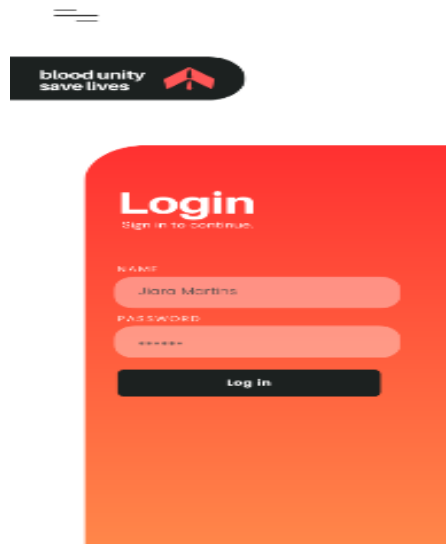 blood unity
save lives
Login
Sign in to continue.
NAME
Jiara Martins
PASSWORD
••••••
Log in